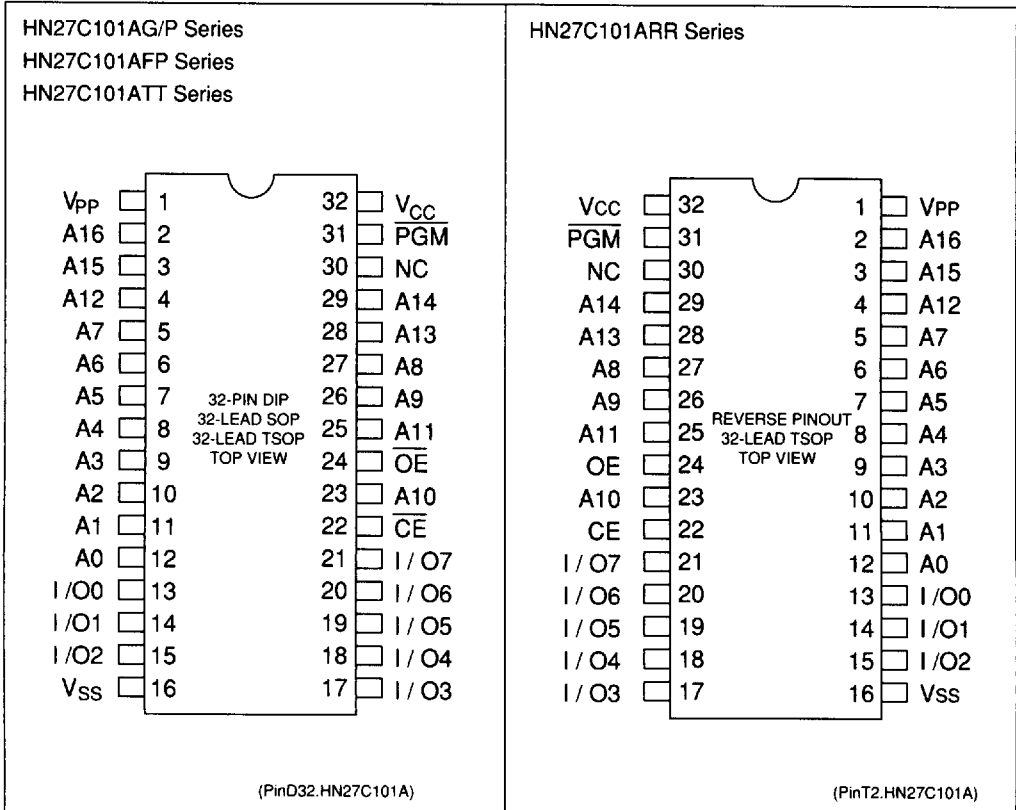 HN27C101AG/P Series
HN27C101AFP Series
HN27C101ATT Series
VPP 1 32 VCC
A16 2 31 P̅G̅M̅
A15 3 30 NC
A12 4 29 A14
A7 5 28 A13
A6 6 27 A8
A5 7 26 A9
A4 8 25 A11
A3 9 24 O̅E̅
A2 10 23 A10
A1 11 22 C̅E̅
A0 12 21 I/O7
I/O0 13 20 I/O6
I/O1 14 19 I/O5
I/O2 15 18 I/O4
VSS 16 17 I/O3
32-PIN DIP
32-LEAD SOP
32-LEAD TSOP
TOP VIEW
(PinD32.HN27C101A)
HN27C101ARR Series
VCC 32 1 VPP
P̅G̅M̅ 31 2 A16
NC 30 3 A15
A14 29 4 A12
A13 28 5 A7
A8 27 6 A6
A9 26 7 A5
A11 25 8 A4
OE 24 9 A3
A10 23 10 A2
CE 22 11 A1
I/O7 21 12 A0
I/O6 20 13 I/O0
I/O5 19 14 I/O1
I/O4 18 15 I/O2
I/O3 17 16 VSS
REVERSE PINOUT
32-LEAD TSOP
TOP VIEW
(PinT2.HN27C101A)